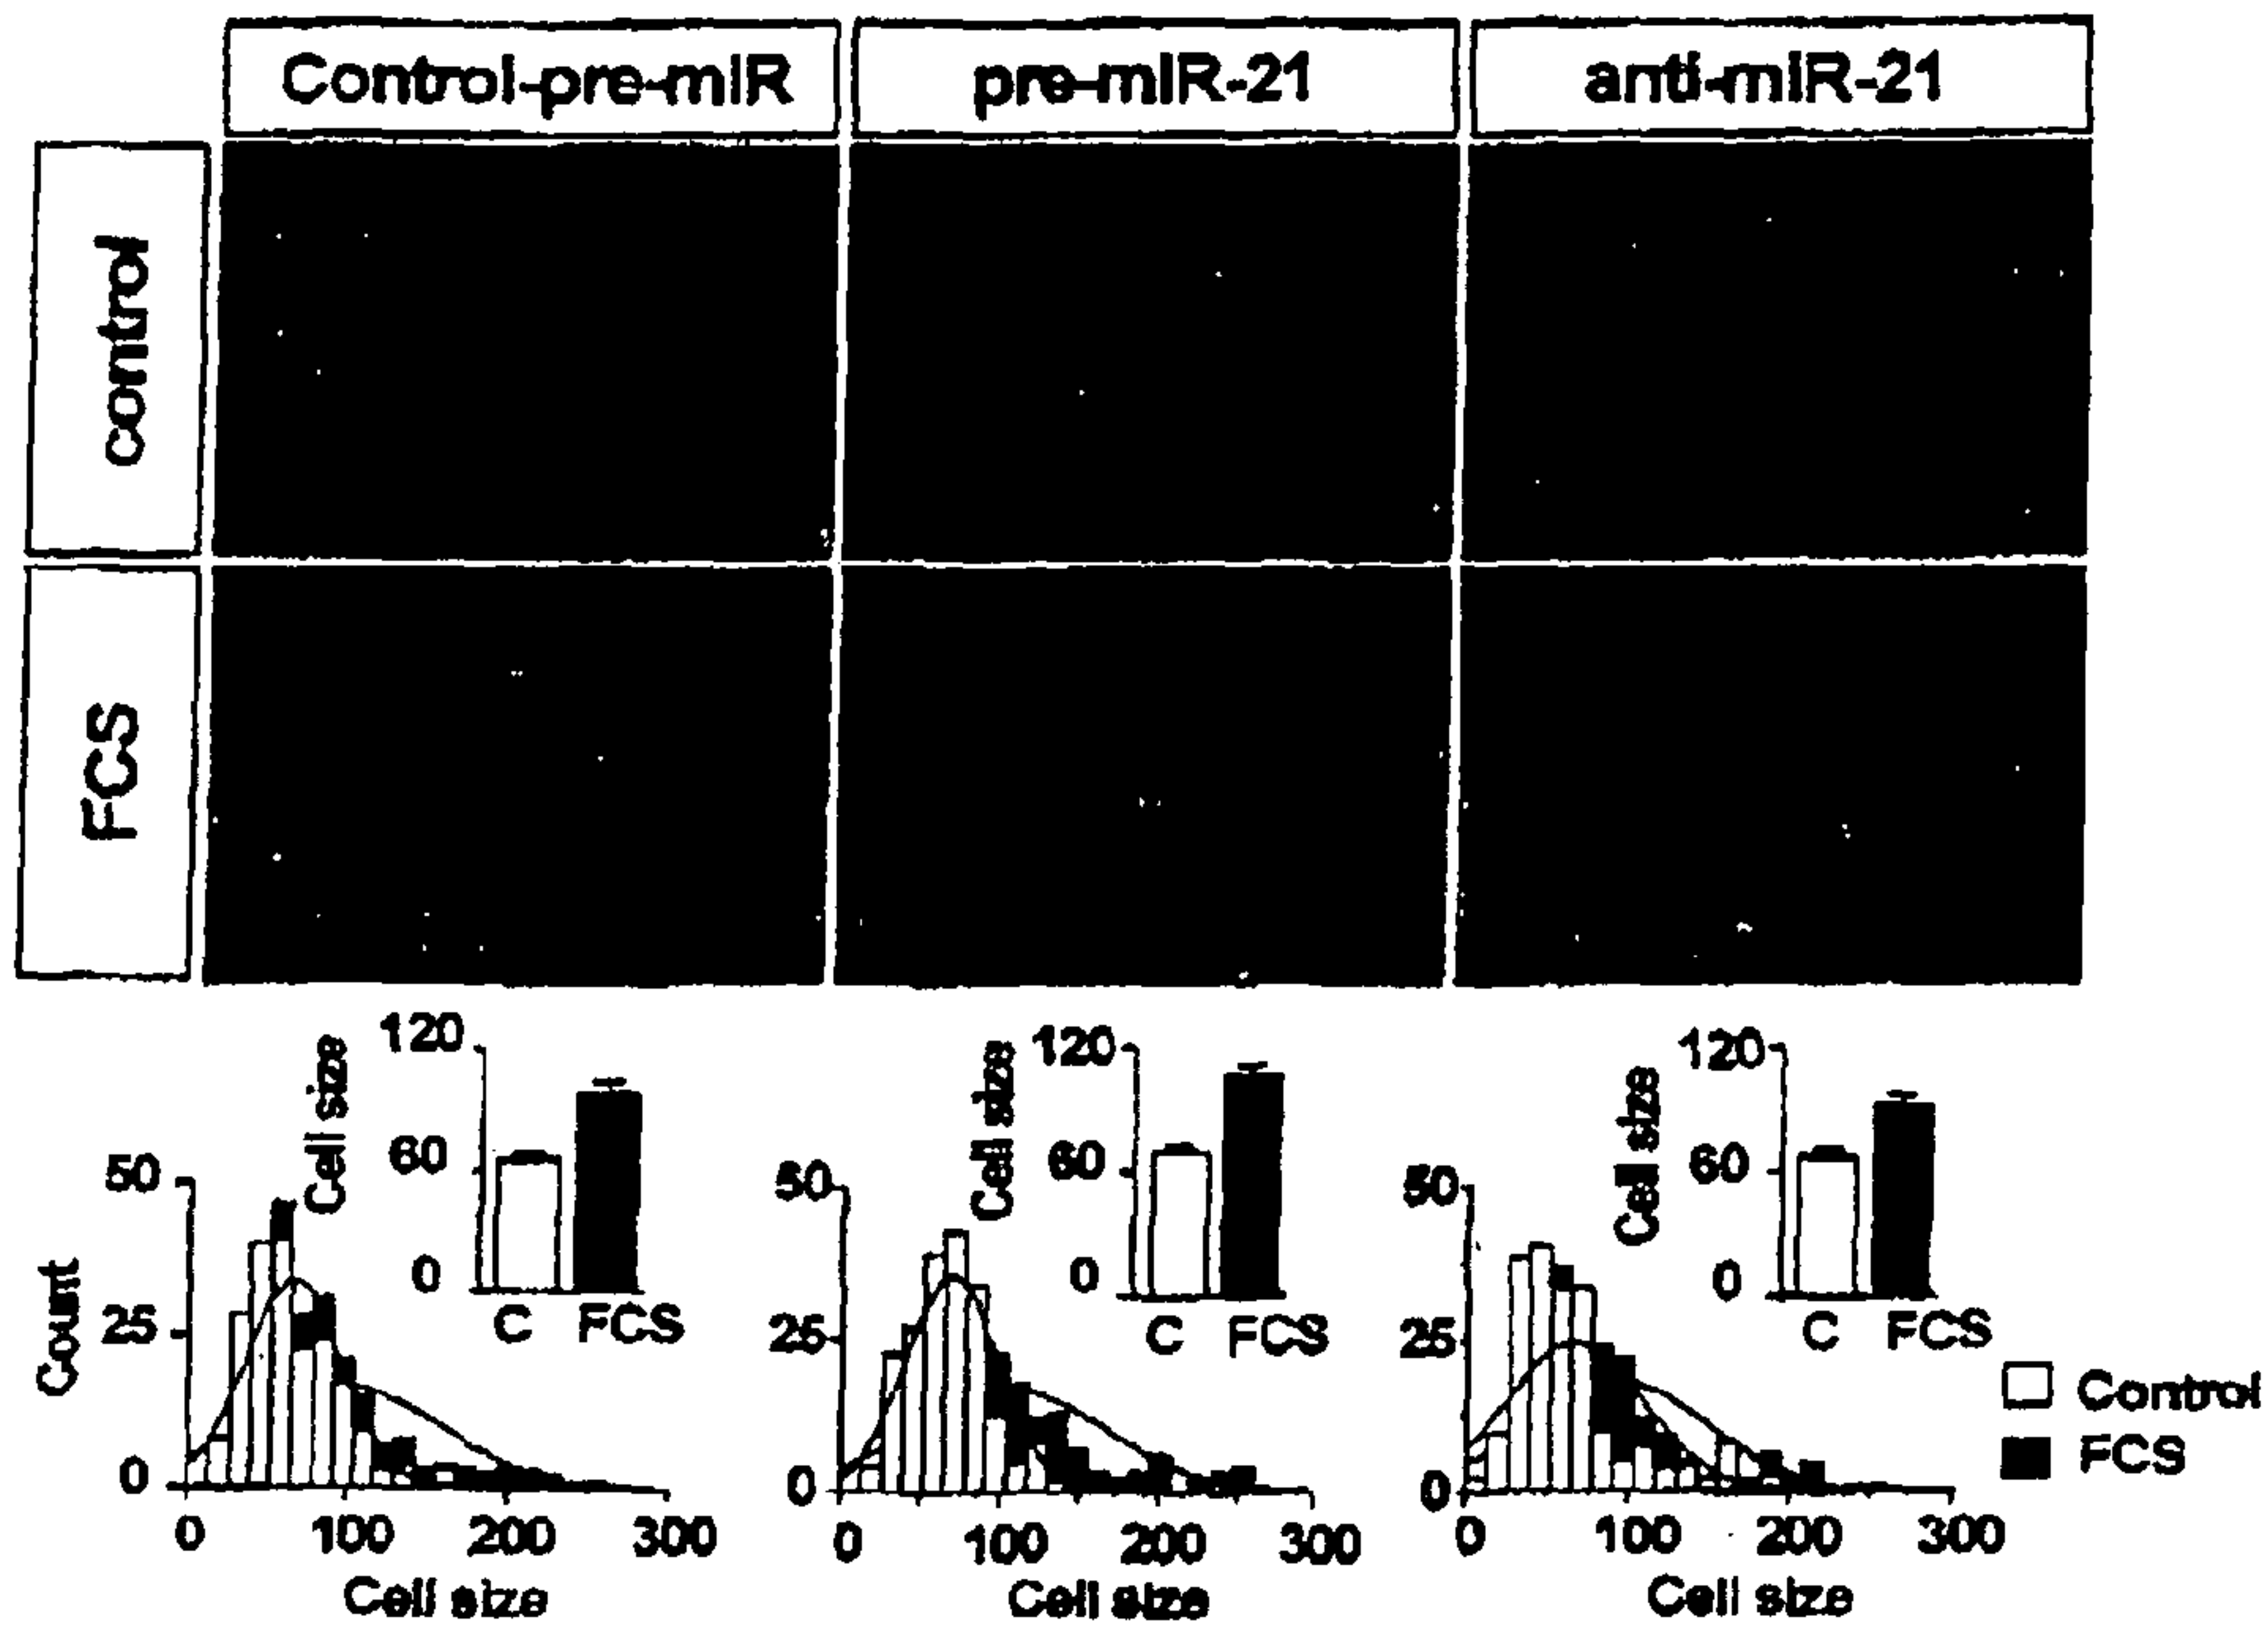 Control-pre-miR
pre-miR-21
anti-miR-21
control
FCS
Cell size
120
60
0
C
FCS
Count
50
25
0
0
100
200
300
Cell size
Cell size
120
60
0
C
FCS
50
25
0
0
100
200
300
Cell size
Cell size
120
60
0
C
FCS
50
25
0
0
100
200
300
Cell size
Control
FCS